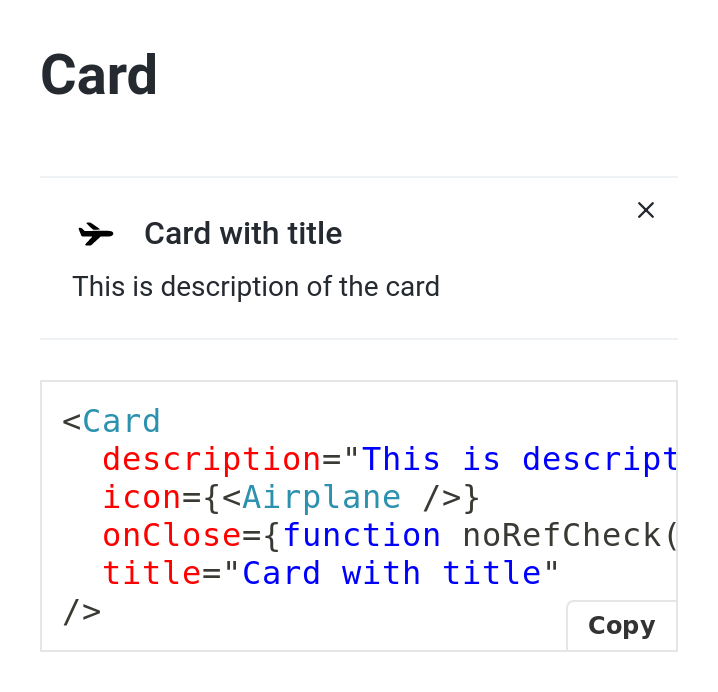 Card
Card with title
This is description of the card
<Card
  description="This is descript
  icon={<Airplane />}
  onClose={function noRefCheck(
  title="Card with title"
/>
Copy